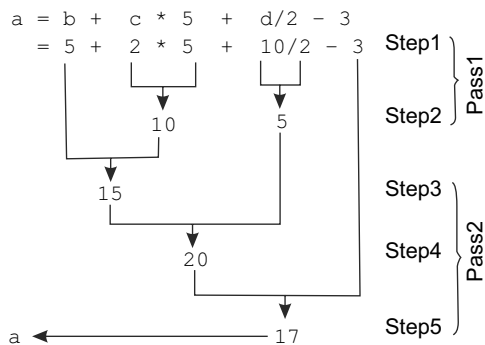 a = b + c * 5 + d/2 - 3
= 5 + 2 * 5 + 10/2 - 3 Step1
10 5 Step2
15 Step3
20 Step4
a 17 Step5
Pass1
Pass2